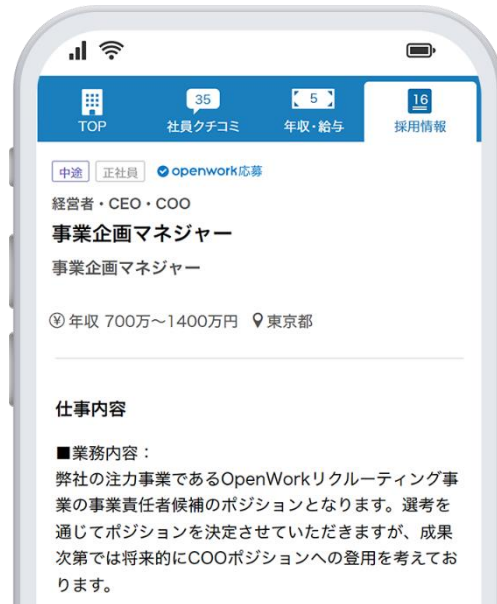 35
5
16
TOP
社員クチコミ
年収・給与
採用情報
中途 正社員 openwork応募
経営者・CEO・COO
事業企画マネジャー
事業企画マネジャー
年収 700万～1400万円 東京都
仕事内容
■業務内容：
弊社の注力事業であるOpenWorkリクルーティング事
業の事業責任者候補のポジションとなります。選考を
通じてポジションを決定させていただきますが、成果
次第では将来的にCOOポジションへの登用を考えてお
ります。